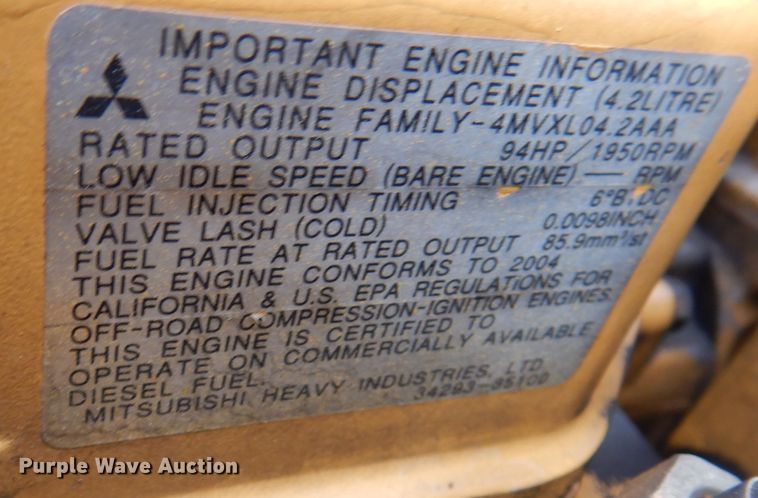 IMPORTANT ENGINE INFORMATION
ENGINE DISPLACEMENT (4.2LITRE)
ENGINE FAMILY-4MVXL04.2AAA
RATED OUTPUT 94HP/1950RPM
LOW IDLE SPEED (BARE ENGINE) — RPM
FUEL INJECTION TIMING 6°BTDC
VALVE LASH (COLD) 0.0098INCH
FUEL RATE AT RATED OUTPUT 85.9mm³/st
THIS ENGINE CONFORMS TO 2004
CALIFORNIA & U.S. EPA REGULATIONS FOR
OFF-ROAD COMPRESSION-IGNITION ENGINES.
THIS ENGINE IS CERTIFIED TO
OPERATE ON COMMERCIALLY AVAILABLE
DIESEL FUEL.
MITSUBISHI HEAVY INDUSTRIES, LTD.
34293-35100
Purple Wave Auction